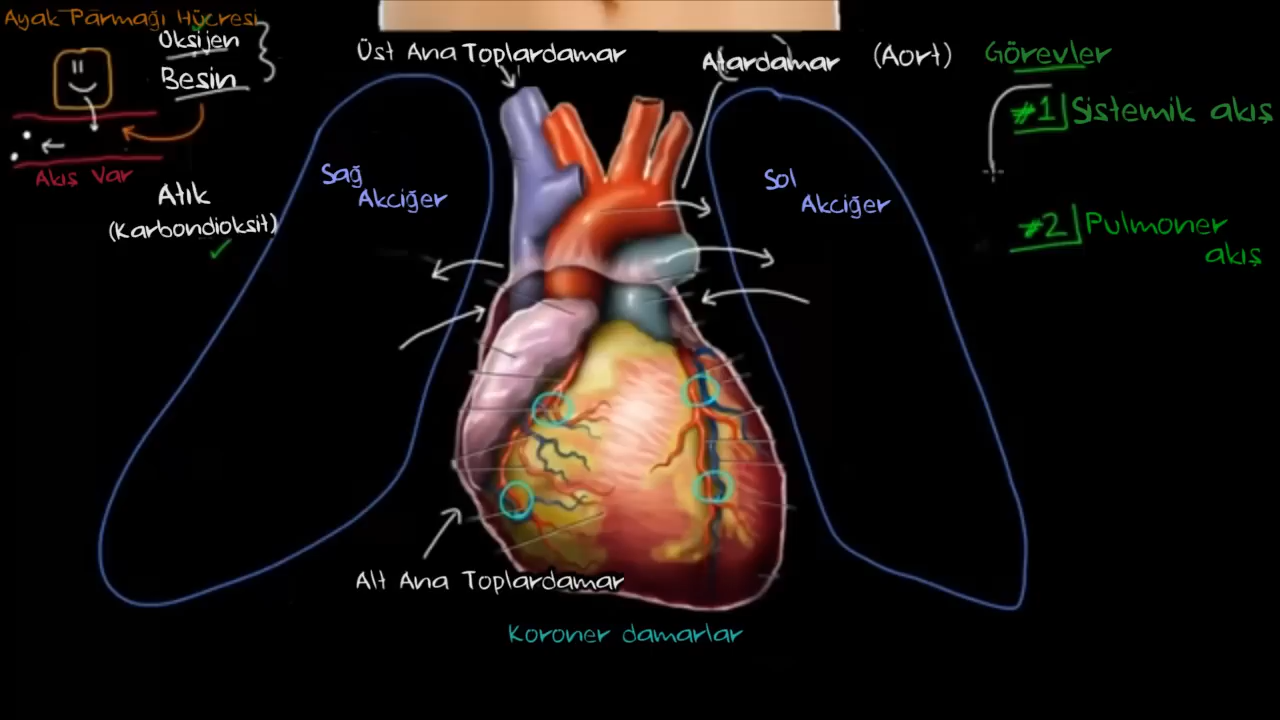 Ayak Parmağı Hücresi
Oksijen
Besin
Akış Var
Atık
(Karbondioksit)
Üst Ana Toplardamar
Atardamar (Aort)
Sağ
Akciğer
Sol
Akciğer
Alt Ana Toplardamar
Koroner damarlar
Görevler
#1 Sistemik akış
#2 Pulmoner
akış